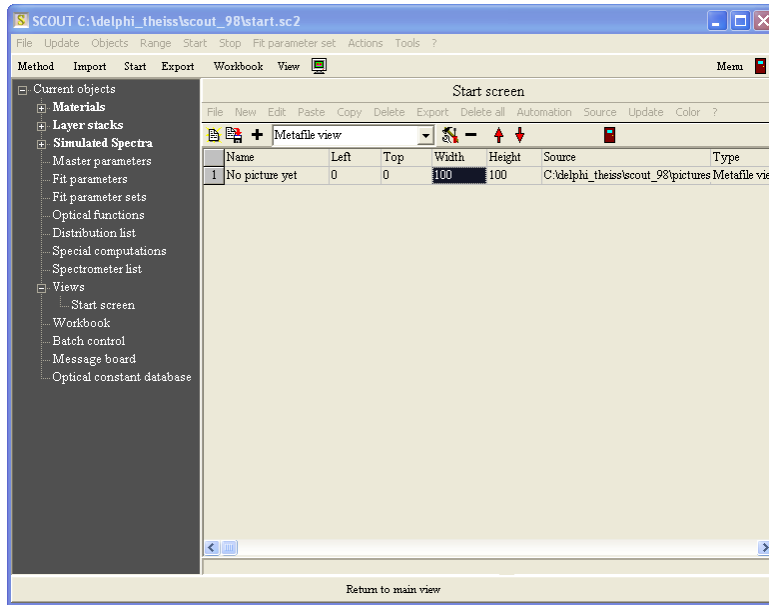 SCOUT C:\delphi_theiss\scout_98\start.sc2
File Update Objects Range Start Stop Fit parameter set Actions Tools ?
Method Import Start Export Workbook View Menu
Current objects
Materials
Layer stacks
Simulated Spectra
Master parameters
Fit parameters
Fit parameter sets
Optical functions
Distribution list
Special computations
Spectrometer list
Views
Start screen
Workbook
Batch control
Message board
Optical constant database
Start screen
File New Edit Paste Copy Delete Export Delete all Automation Source Update Color ?
Metafile view
Name Left Top Width Height Source Type
1 No picture yet 0 0 100 100 C:\delphi_theiss\scout_98\pictures Metafile vie
Return to main view